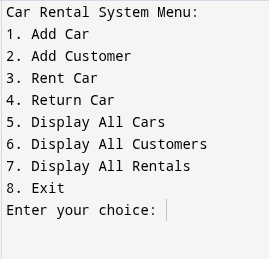 Car Rental System Menu:
1. Add Car
2. Add Customer
3. Rent Car
4. Return Car
5. Display All Cars
6. Display All Customers
7. Display All Rentals
8. Exit
Enter your choice: